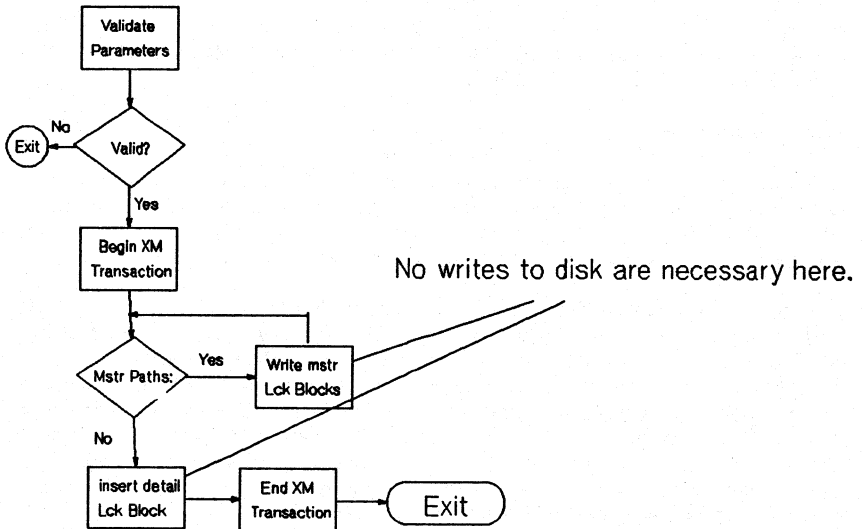 Validate
Parameters
No
Exit
Valid?
Yes
Begin XM
Transaction
No writes to disk are necessary here.
Mstr Paths:
Yes
Write mstr
Lck Blocks
No
insert detail
Lck Block
End XM
Transaction
Exit